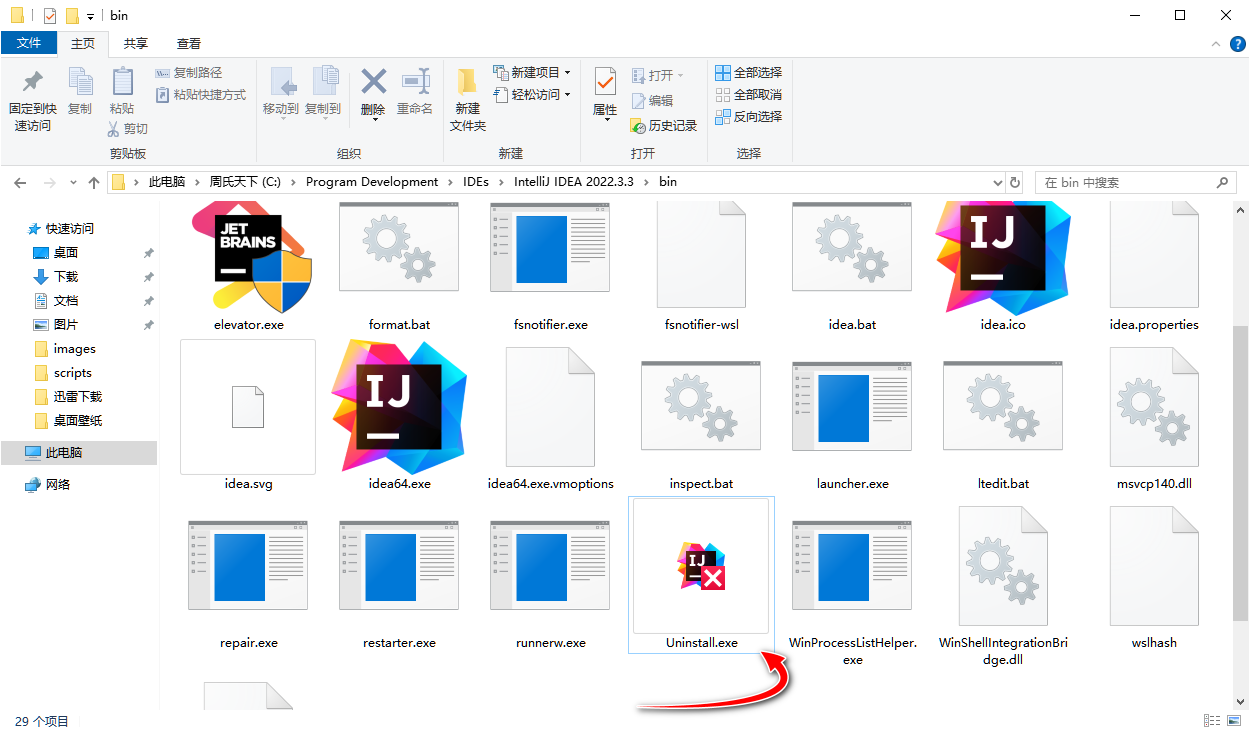 bin
文件 主页 共享 查看
固定到快速访问
复制
粘贴
复制路径
粘贴快捷方式
剪切
剪贴板
移动到
复制到
删除
重命名
组织
新建文件夹
新建项目
轻松访问
新建
属性
打开
编辑
历史记录
打开
全部选择
全部取消
反向选择
选择
此电脑 周氏天下 (C:) Program Development IDEs IntelliJ IDEA 2022.3.3 bin
在 bin 中搜索
快速访问
桌面
下载
文档
图片
images
scripts
迅雷下载
桌面壁纸
此电脑
网络
JET
BRAINS
IJ
elevator.exe format.bat fsnotifier.exe fsnotifier-wsl idea.bat idea.ico idea.properties
IJ
idea.svg idea64.exe idea64.exe.vmoptions inspect.bat launcher.exe ltedit.bat msvcp140.dll
IJ
repair.exe restarter.exe runnerw.exe Uninstall.exe WinProcessListHelper.exe WinShellIntegrationBridge.dll wslhash
29 个项目